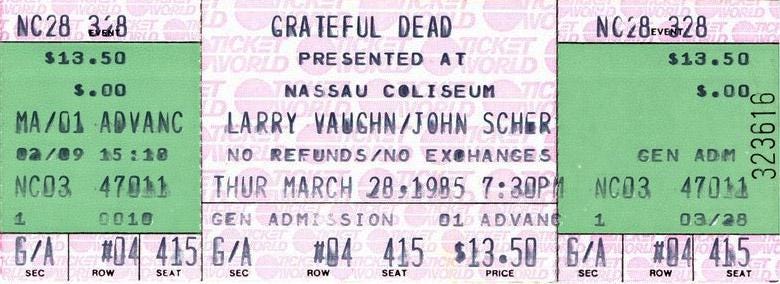 NC28 328
EVENT
$13.50
$.00
MA/01 ADVANC
02/09 15:18
NC03 47011
1 0010
G/A #04 415
SEC ROW SEAT
GRATEFUL DEAD
PRESENTED AT
NASSAU COLISEUM
LARRY VAUGHN/JOHN SCHER
NO REFUNDS/NO EXCHANGES
THUR MARCH 28,1985 7:30PM
GEN ADMISSION 01 ADVANC
G/A #04 415 $13.50
SEC ROW SEAT PRICE
NC28 328
EVENT
$13.50
$.00
GEN ADM
NC03 47011
1 03/28
G/A #04 415
SEC ROW SEAT
323616
TICKET WORLD